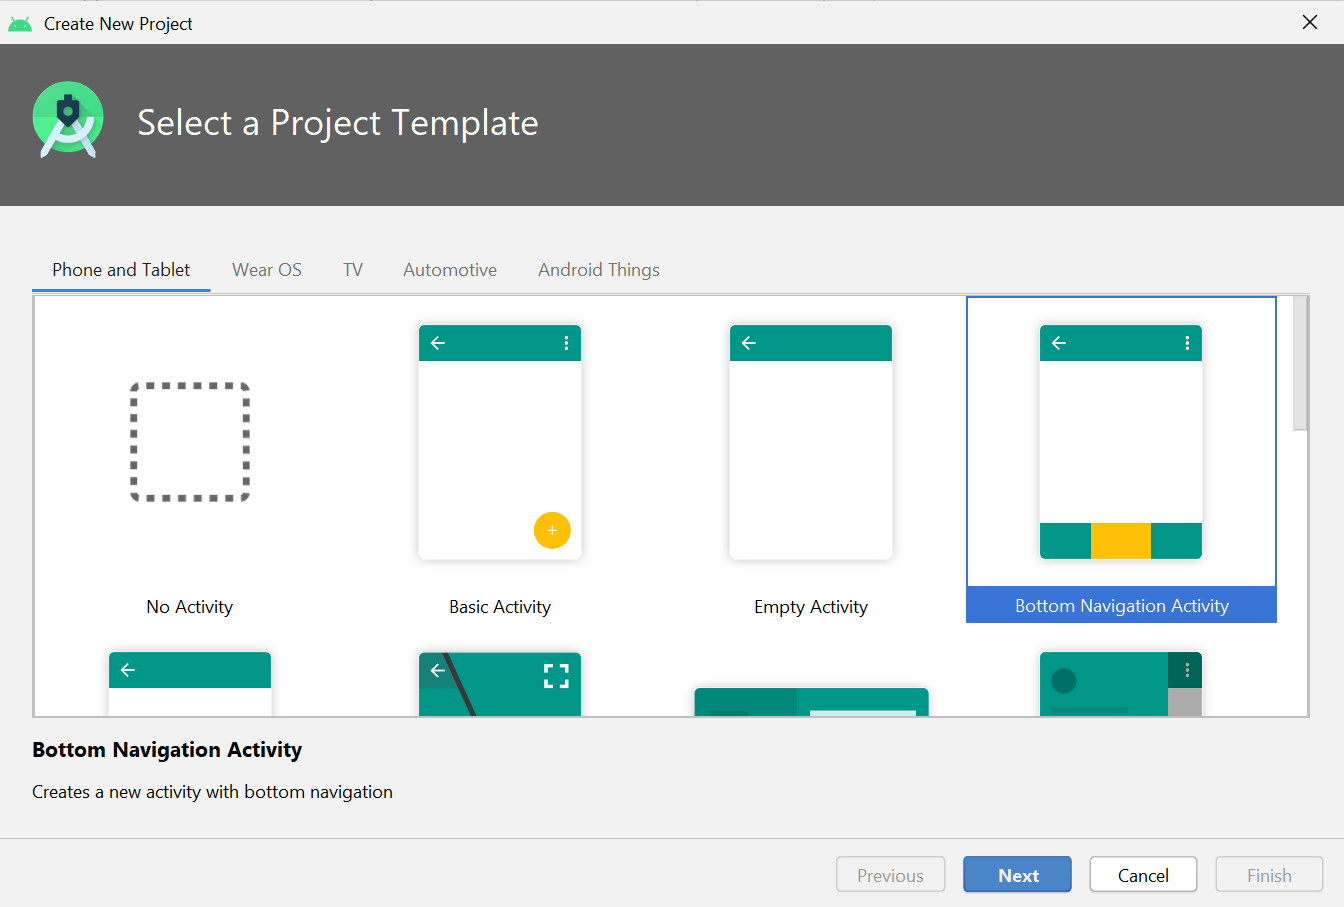 Create New Project
Select a Project Template
Phone and Tablet Wear OS TV Automotive Android Things
No Activity Basic Activity Empty Activity Bottom Navigation Activity
Bottom Navigation Activity
Creates a new activity with bottom navigation
Previous Next Cancel Finish